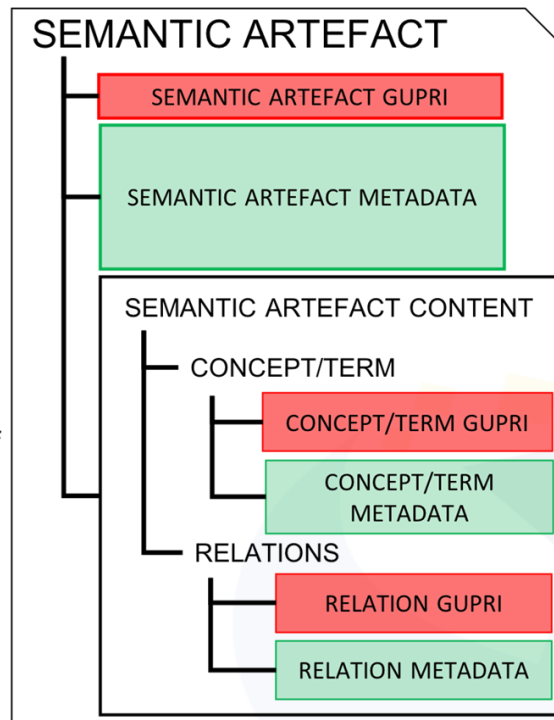 SEMANTIC ARTEFACT
SEMANTIC ARTEFACT GUPRI
SEMANTIC ARTEFACT METADATA
SEMANTIC ARTEFACT CONTENT
CONCEPT/TERM
CONCEPT/TERM GUPRI
CONCEPT/TERM
METADATA
RELATIONS
RELATION GUPRI
RELATION METADATA